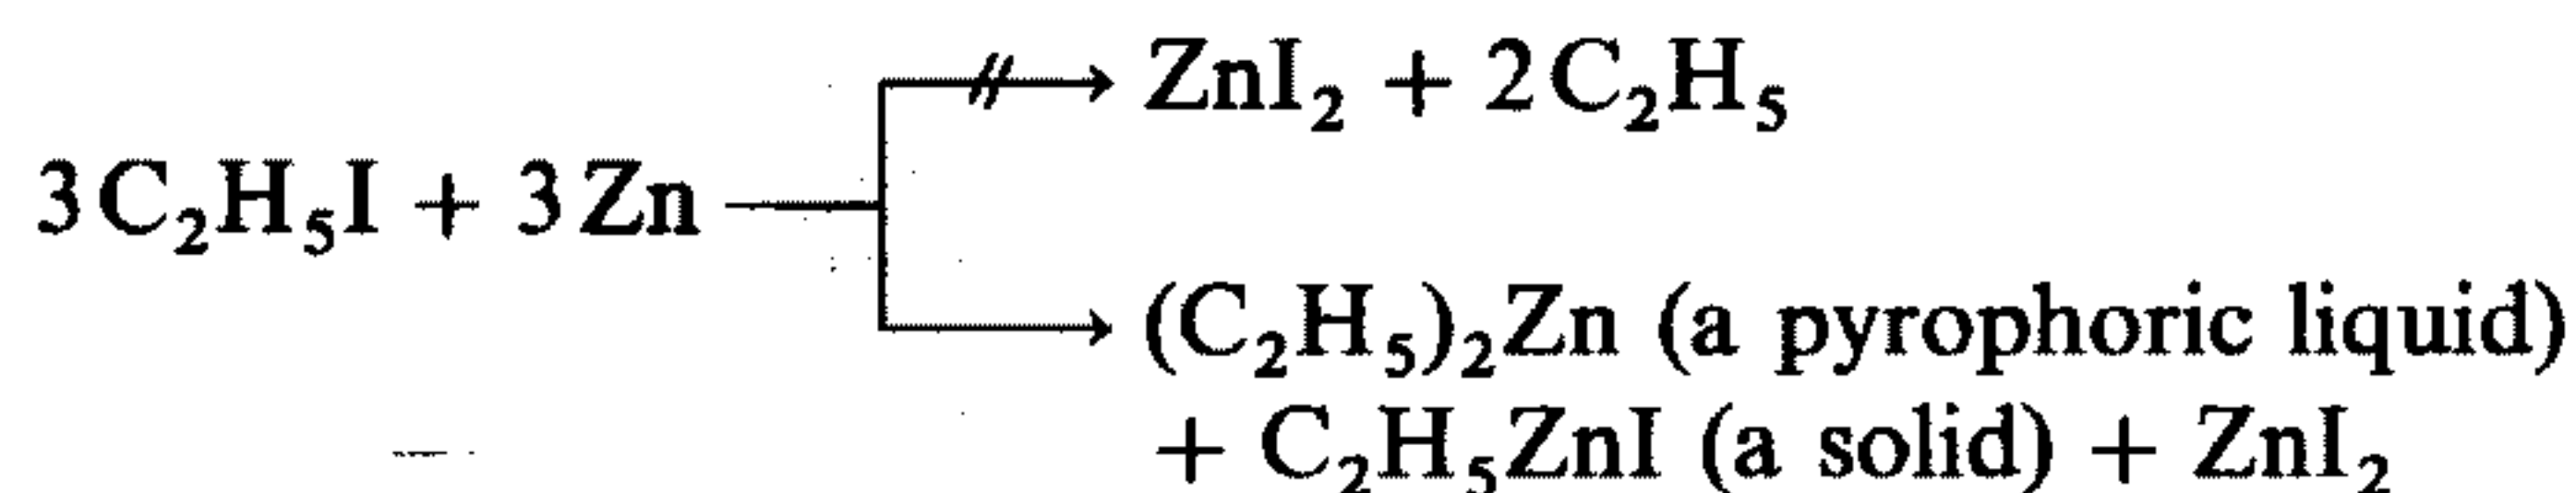 ZnI₂ + 2C₂H₅
3C₂H₅I + 3Zn
(C₂H₅)₂Zn (a pyrophoric liquid)
+ C₂H₅ZnI (a solid) + ZnI₂